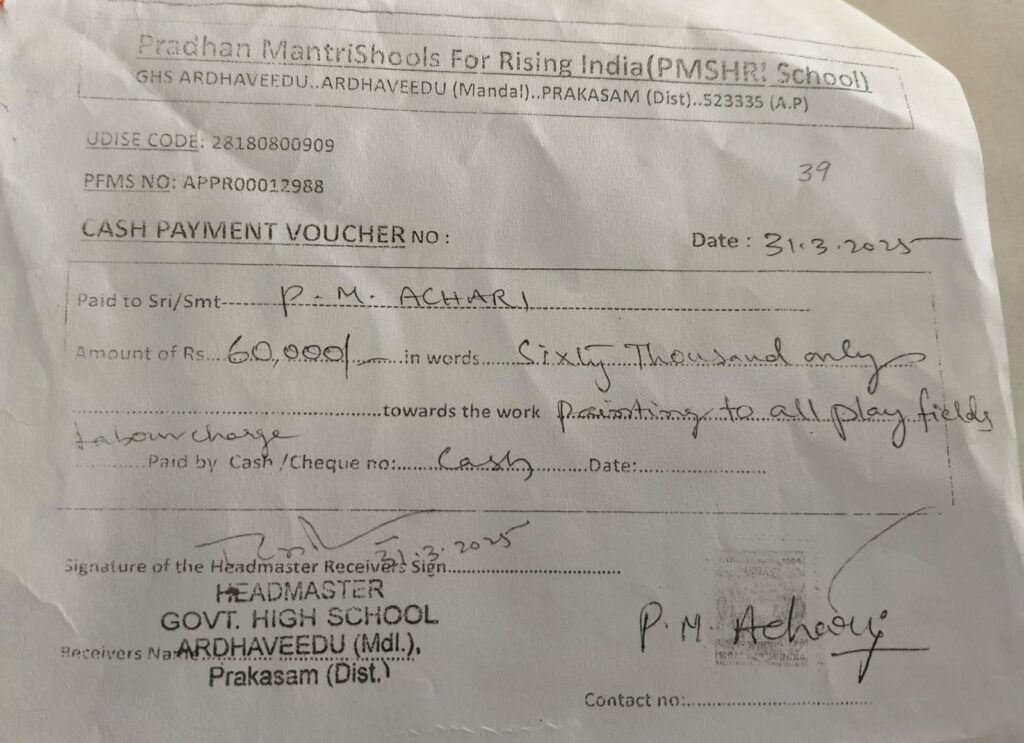 Pradhan MantriShools For Rising India(PMSHRI School)
GHS ARDHAVEEDU..ARDHAVEEDU (Mandal)..PRAKASAM (Dist)..523335 (A.P)
UDISE CODE: 28180800909
39
PFMS NO: APPR00012988
CASH PAYMENT VOUCHER NO :
Date : 31.3.2025
Paid to Sri/Smt------- P.M. ACHARI
Amount of Rs....60,000/- in words......Sixty Thousand only
towards the work painting to all play fields
Labour charge
Paid by Cash /Cheque no:......Cash.........Date:......................
31.3.2025
Signature of the Headmaster Receivers Sign..............................
HEADMASTER
GOVT. HIGH SCHOOL
P.M. Achary
Receivers Name ARDHAVEEDU (Mdl.),
Prakasam (Dist.)
INDIA
Contact no:................................